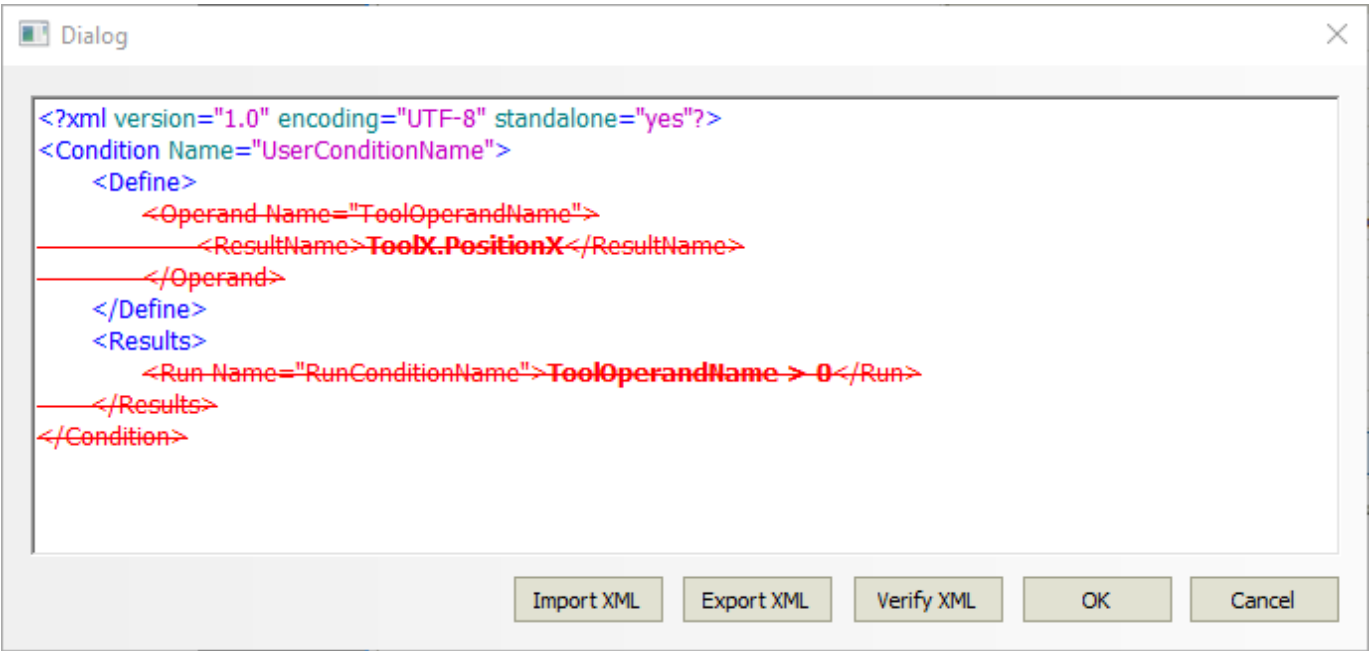 Dialog
<?xml version="1.0" encoding="UTF-8" standalone="yes"?>
<Condition Name="UserConditionName">
<Define>
<Operand Name="ToolOperandName">
<ResultName>ToolX.PositionX</ResultName>
</Operand>
</Define>
<Results>
<Run Name="RunConditionName">ToolOperandName > 0</Run>
</Results>
</Condition>
Import XML Export XML Verify XML OK Cancel